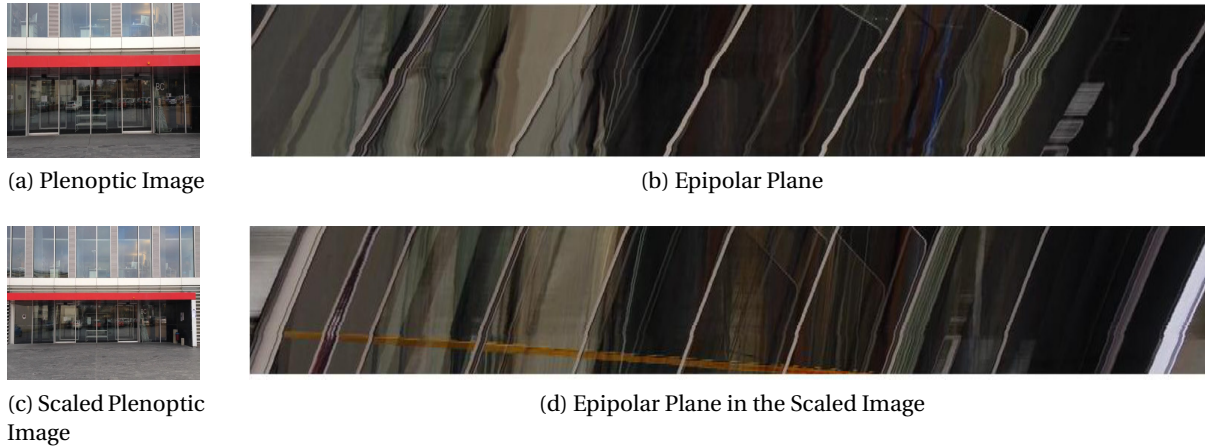 (a) Plenoptic Image
(b) Epipolar Plane
(c) Scaled Plenoptic
Image
(d) Epipolar Plane in the Scaled Image